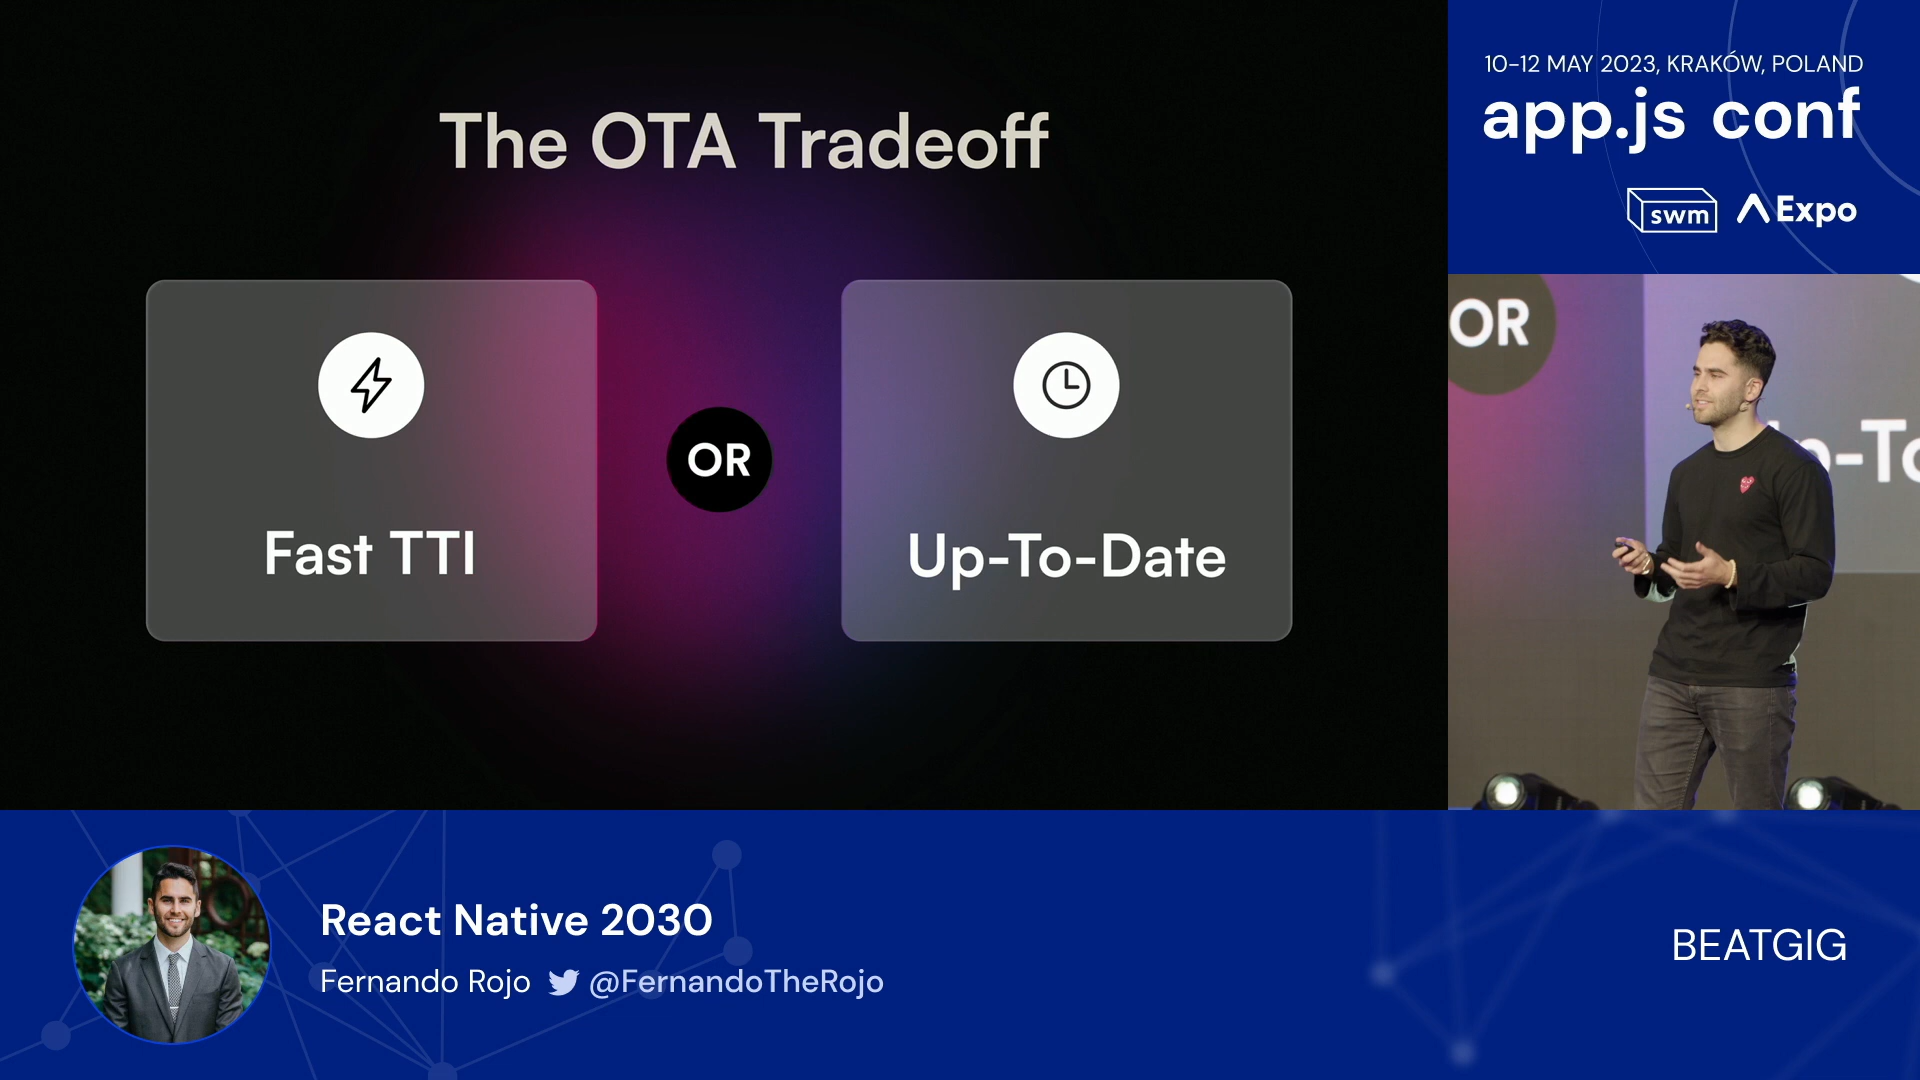 The OTA Tradeoff
Fast TTI
OR
Up-To-Date
10-12 MAY 2023, KRAKÓW, POLAND
app.js conf
swm
Expo
OR
p-To
React Native 2030
Fernando Rojo @FernandoTheRojo
BEATGIG